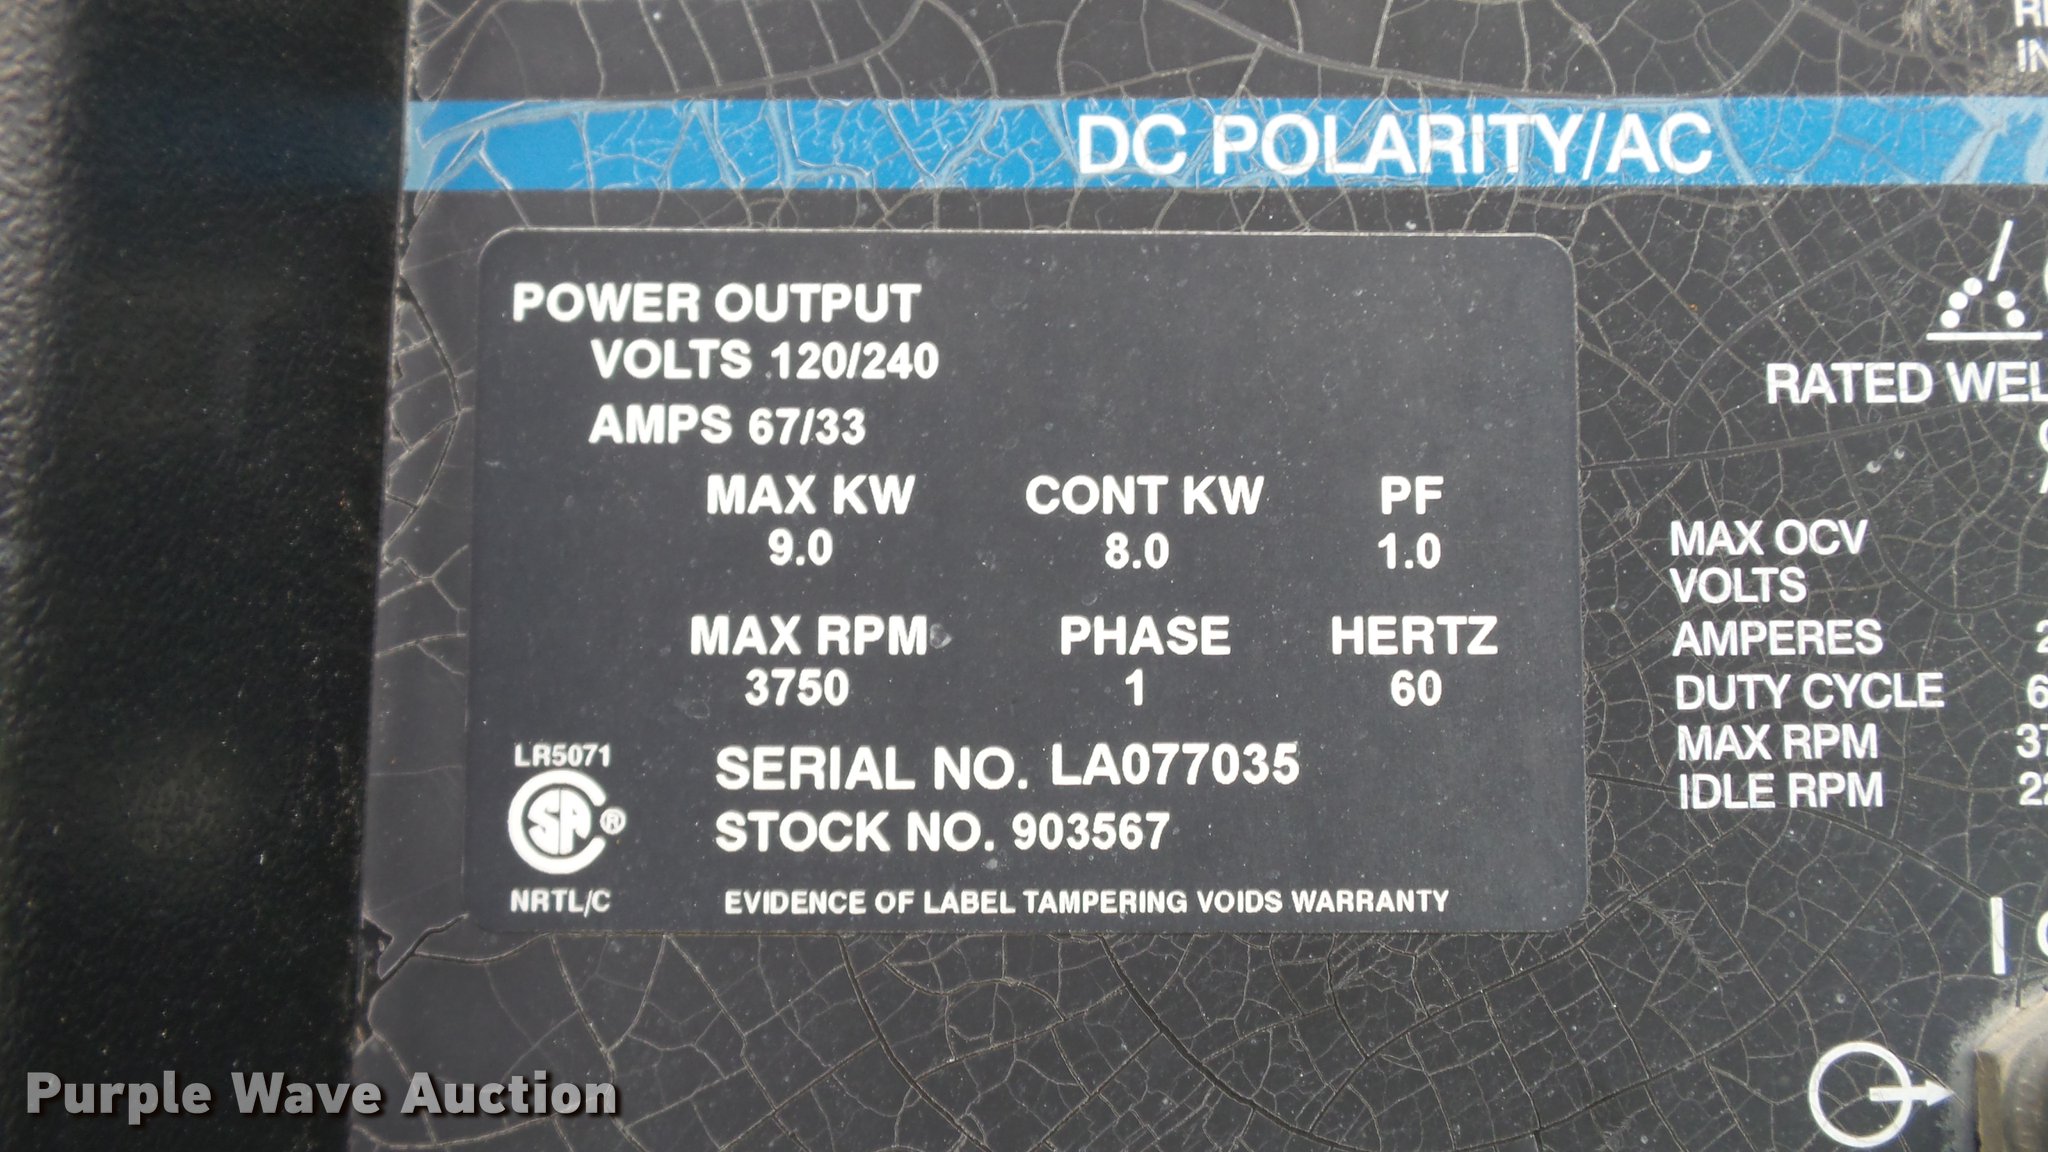 DC POLARITY/AC
POWER OUTPUT
VOLTS 120/240
AMPS 67/33
MAX KW CONT KW PF
9.0 8.0 1.0
MAX RPM PHASE HERTZ
3750 1 60
LR5071
SERIAL NO. LA077035
STOCK NO. 903567
NRTL/C EVIDENCE OF LABEL TAMPERING VOIDS WARRANTY
RATED
MAX OCV
VOLTS
AMPERES
DUTY CYCLE
MAX RPM
IDLE RPM
Purple Wave Auction